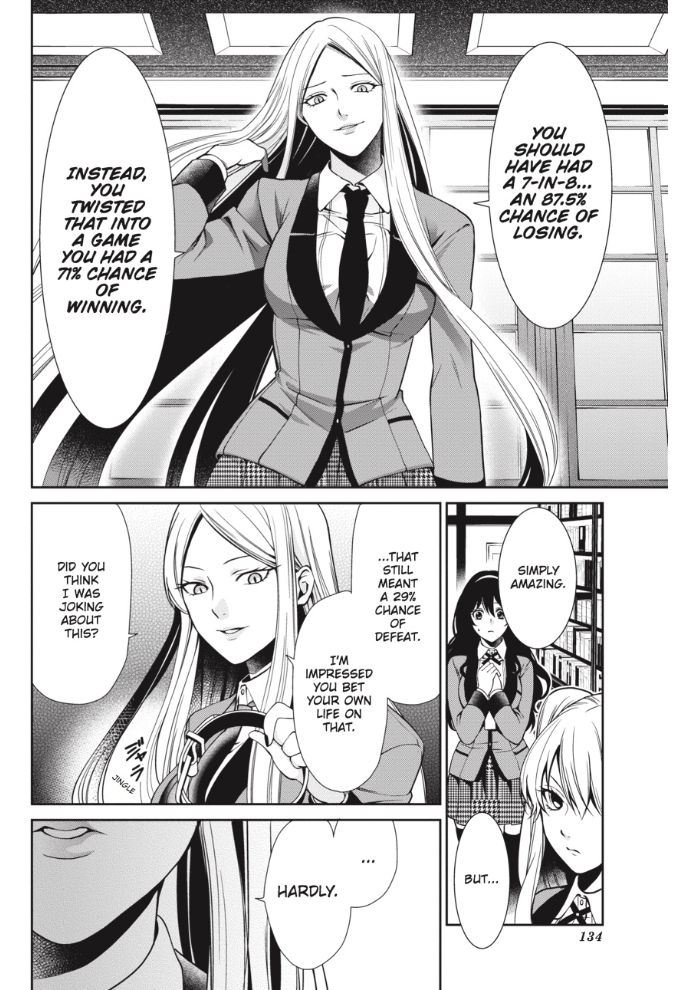 YOU
SHOULD
HAVE HAD
A 7-IN-8...
AN 87.5%
CHANCE OF
LOSING.
INSTEAD,
YOU
TWISTED
THAT INTO
A GAME
YOU HAD A
71% CHANCE
OF
WINNING.
SIMPLY
AMAZING.
BUT...
...THAT
STILL
MEANT
A 29%
CHANCE
OF
DEFEAT.
I'M
IMPRESSED
YOU BET
YOUR OWN
LIFE ON
THAT.
DID YOU
THINK
I WAS
JOKING
ABOUT
THIS?
JINGLE
...
HARDLY.
134